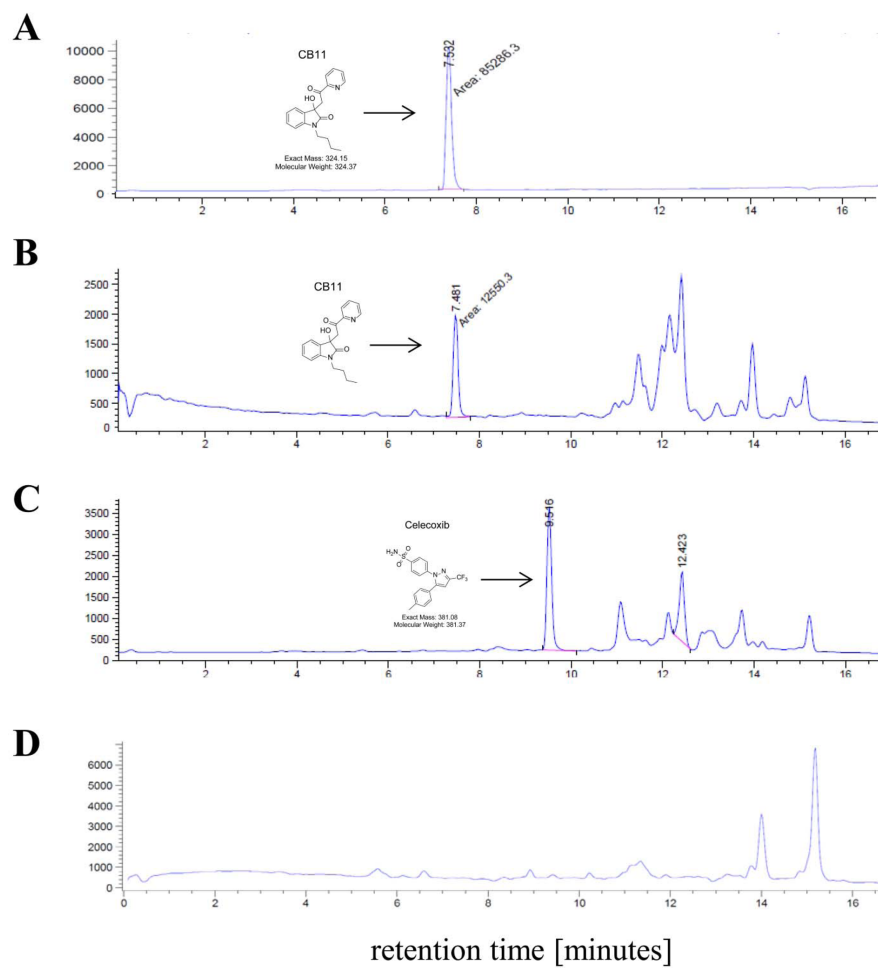 A
10000
8000
6000
4000
2000
0
CB11
O
N
HO
O
N
Exact Mass: 324.15
Molecular Weight: 324.37
7.532
Area: 85286.3
2 4 6 8 10 12 14 16
B
2500
2000
1500
1000
500
0
CB11
O
N
HO
O
N
7.481
Area: 12550.3
2 4 6 8 10 12 14 16
C
3500
3000
2500
2000
1500
1000
500
0
Celecoxib
H₂N
O
S
O
N
N
CF₃
Exact Mass: 381.08
Molecular Weight: 381.37
9.516
12.423
2 4 6 8 10 12 14 16
D
6000
5000
4000
3000
2000
1000
0
0 2 4 6 8 10 12 14 16
retention time [minutes]